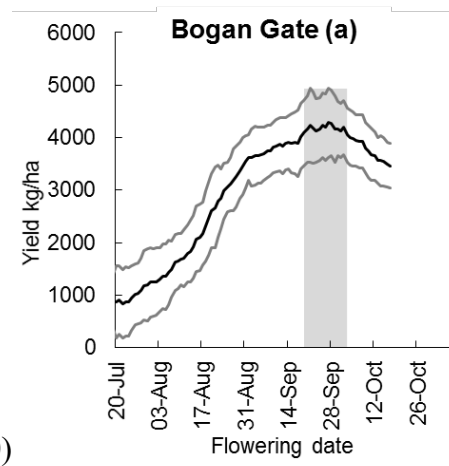 Bogan Gate (a)
6000
5000
4000
3000
2000
1000
0
Yield kg/ha
20-Jul
03-Aug
17-Aug
31-Aug
14-Sep
28-Sep
12-Oct
26-Oct
Flowering date
)